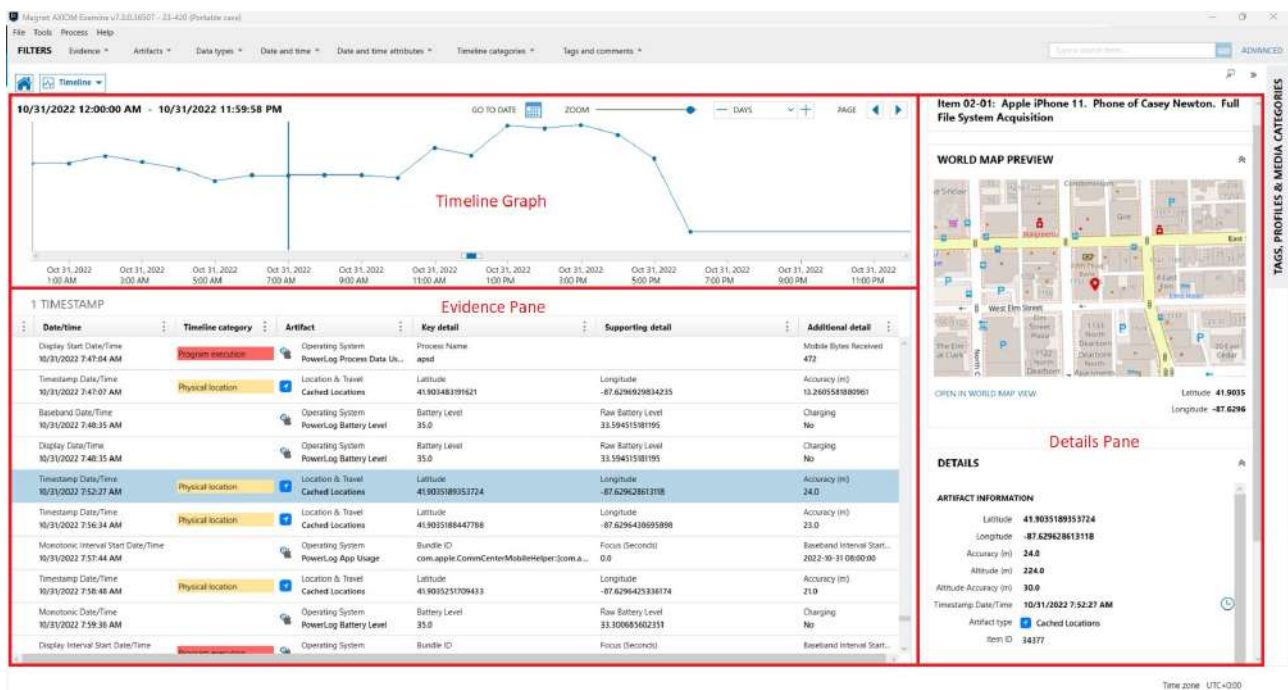 Magnet AXIOM Examine v7.3.0.36507 - 23-420 (Portable case)
File Tools Process Help
FILTERS Evidence Artifacts Data types Date and time Date and time attributes Timeline categories Tags and comments
Type a search term... GO ADVANCED
Timeline
10/31/2022 12:00:00 AM - 10/31/2022 11:59:58 PM
GO TO DATE ZOOM DAYS PAGE
Timeline Graph
Oct 31, 2022 Oct 31, 2022 Oct 31, 2022 Oct 31, 2022 Oct 31, 2022 Oct 31, 2022 Oct 31, 2022 Oct 31, 2022 Oct 31, 2022 Oct 31, 2022 Oct 31, 2022 Oct 31, 2022
1:00 AM 3:00 AM 5:00 AM 7:00 AM 9:00 AM 11:00 AM 1:00 PM 3:00 PM 5:00 PM 7:00 PM 9:00 PM 11:00 PM
1 TIMESTAMP
Evidence Pane
Date/time Timeline category Artifact Key detail Supporting detail Additional detail
Display Start Date/Time Operating System Process Name Mobile Bytes Received
10/31/2022 7:47:04 AM Program execution PowerLog Process Data Us... apsd 472
Timestamp Date/Time Location & Travel Latitude Longitude Accuracy (m)
10/31/2022 7:47:07 AM Physical location Cached Locations 41.903483191621 -87.6296929834235 13.2605581880961
Baseband Date/Time Operating System Battery Level Raw Battery Level Charging
10/31/2022 7:48:35 AM PowerLog Battery Level 35.0 33.594515181195 No
Display Date/Time Operating System Battery Level Raw Battery Level Charging
10/31/2022 7:48:35 AM PowerLog Battery Level 35.0 33.594515181195 No
Timestamp Date/Time Location & Travel Latitude Longitude Accuracy (m)
10/31/2022 7:52:27 AM Physical location Cached Locations 41.9035189353724 -87.629628613118 24.0
Timestamp Date/Time Location & Travel Latitude Longitude Accuracy (m)
10/31/2022 7:56:34 AM Physical location Cached Locations 41.9035188447788 -87.6296438695898 23.0
Monotonic Interval Start Date/Time Operating System Bundle ID Focus (Seconds) Baseband Interval Start...
10/31/2022 7:57:44 AM PowerLog App Usage com.apple.CommCenterMobileHelper:[com.a... 0.0 2022-10-31 08:00:00
Timestamp Date/Time Location & Travel Latitude Longitude Accuracy (m)
10/31/2022 7:58:48 AM Physical location Cached Locations 41.9035251709433 -87.6296425336174 21.0
Monotonic Date/Time Operating System Battery Level Raw Battery Level Charging
10/31/2022 7:59:36 AM PowerLog Battery Level 35.0 33.300685602351 No
Display Interval Start Date/Time Program execution Operating System Bundle ID Focus (Seconds) Baseband Interval Start...
Item 02-01: Apple iPhone 11. Phone of Casey Newton. Full
File System Acquisition
WORLD MAP PREVIEW
East
West Elm Street
OPEN IN WORLD MAP VIEW
Latitude 41.9035
Longitude -87.6296
Details Pane
DETAILS
ARTIFACT INFORMATION
Latitude 41.9035189353724
Longitude -87.629628613118
Accuracy (m) 24.0
Altitude (m) 224.0
Altitude Accuracy (m) 30.0
Timestamp Date/Time 10/31/2022 7:52:27 AM
Artifact type Cached Locations
Item ID 34377
TAGS, PROFILES & MEDIA CATEGORIES
Time zone UTC+0:00